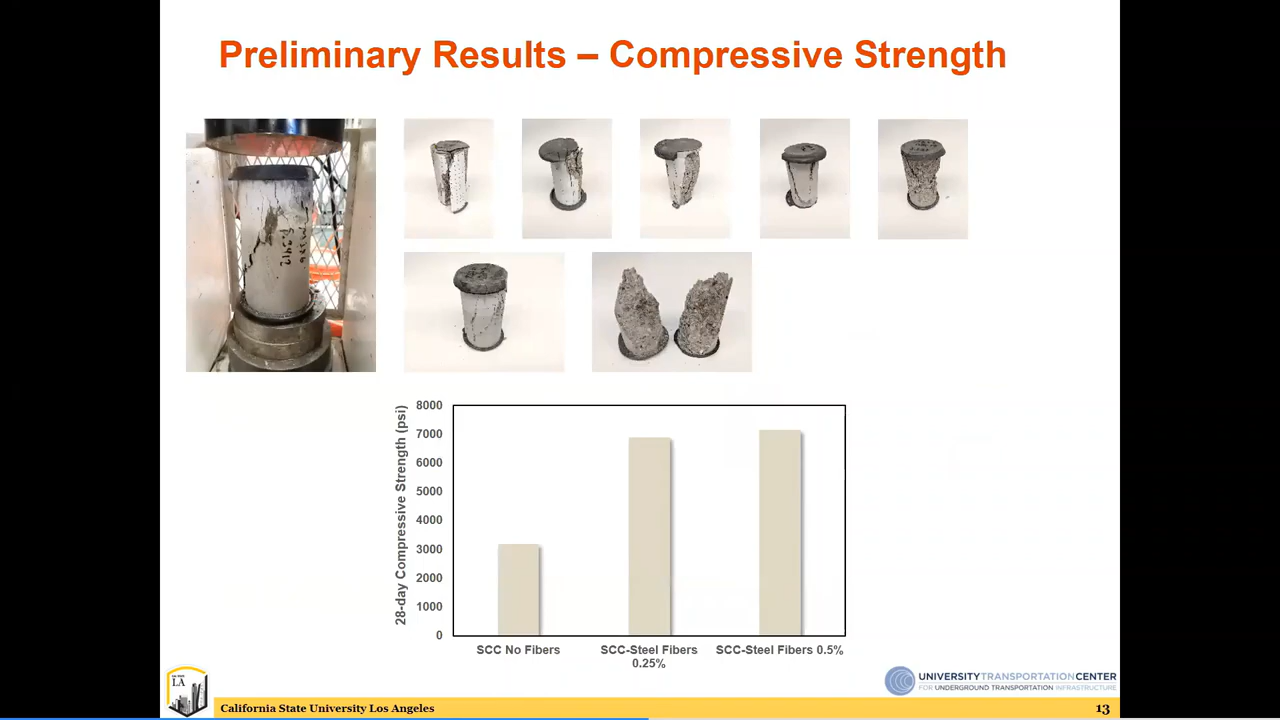 Preliminary Results – Compressive Strength
28-day Compressive Strength (psi)
8000
7000
6000
5000
4000
3000
2000
1000
0
SCC No Fibers
SCC-Steel Fibers
0.25%
SCC-Steel Fibers 0.5%
LA
UNIVERSITY TRANSPORTATION CENTER
FOR UNDERGROUND TRANSPORTATION INFRASTRUCTURE
California State University Los Angeles
13